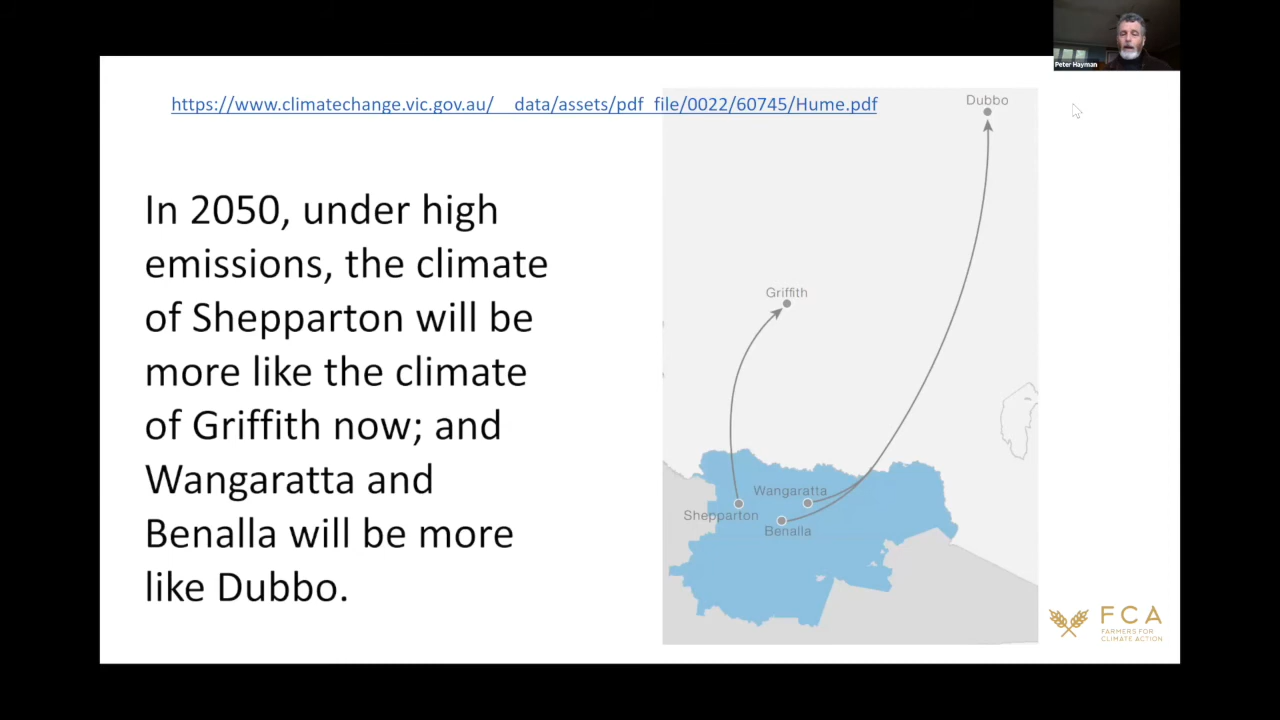 Peter Hayman
https://www.climatechange.vic.gov.au/__data/assets/pdf_file/0022/60745/Hume.pdf
Dubbo
In 2050, under high
emissions, the climate
of Shepparton will be
more like the climate
of Griffith now; and
Wangaratta and
Benalla will be more
like Dubbo.
Griffith
Wangaratta
Shepparton
Benalla
FCA
FARMERS FOR
CLIMATE ACTION